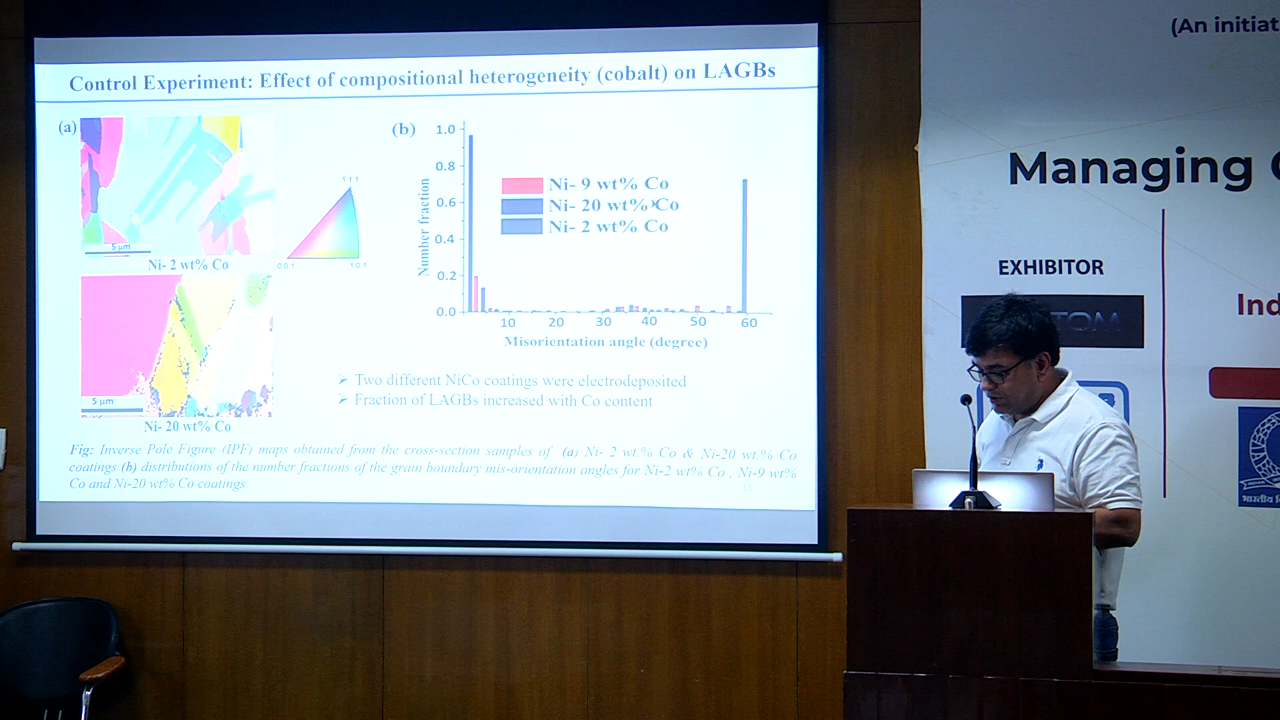 Control Experiment: Effect of compositional heterogeneity (cobalt) on LAGBs
(a)
5 μm
Ni- 2 wt% Co
111
001
101
5 μm
Ni- 20 wt% Co
(b)
Number fraction
1.0
0.8
0.6
0.4
0.2
0.0
Ni- 9 wt% Co
Ni- 20 wt% Co
Ni- 2 wt% Co
10 20 30 40 50 60
Misorientation angle (degree)
➢ Two different NiCo coatings were electrodeposited
➢ Fraction of LAGBs increased with Co content
Fig: Inverse Pole Figure (IPF) maps obtained from the cross-section samples of (a) Ni- 2 wt.% Co & Ni-20 wt.% Co
coatings (b) distributions of the number fractions of the grain boundary mis-orientation angles for Ni-2 wt% Co , Ni-9 wt%
Co and Ni-20 wt% Co coatings.
(An initiat
Managing
EXHIBITOR
TOM
Ind
भारतीय